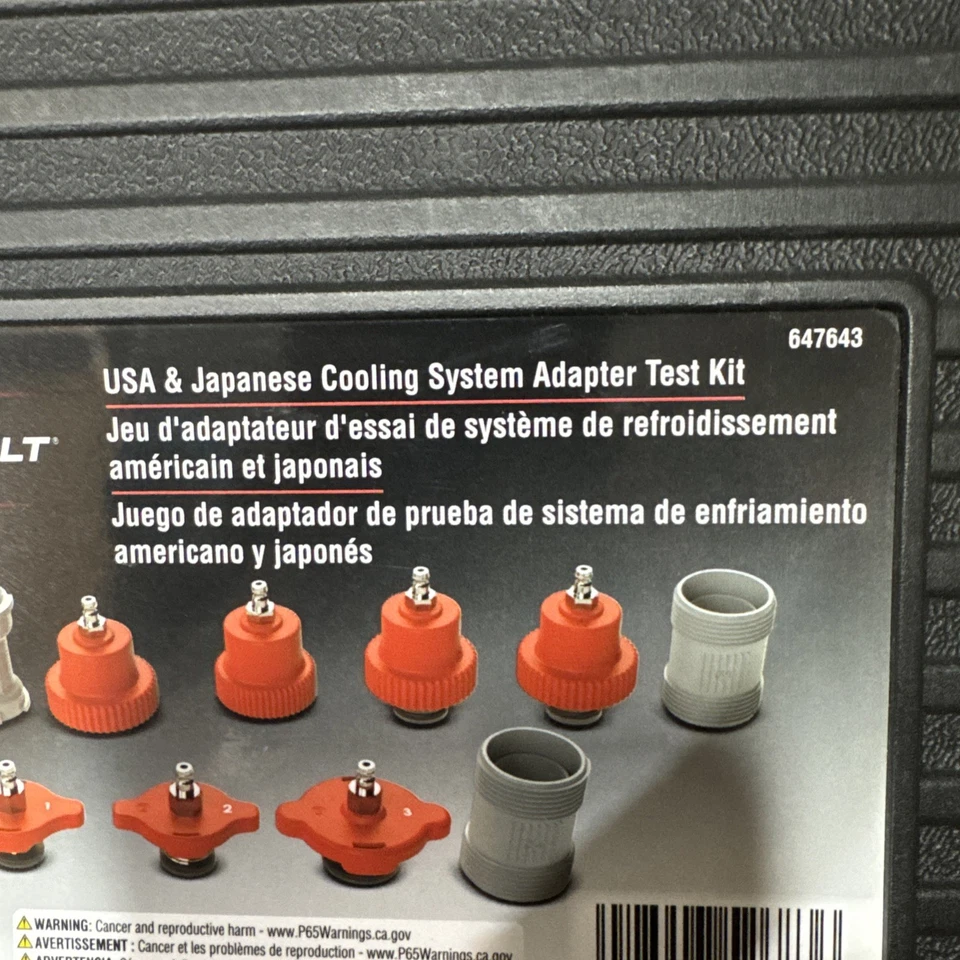 647643
USA & Japanese Cooling System Adapter Test Kit
Jeu d'adaptateur d'essai de système de refroidissement
américain et japonais
LT®
Juego de adaptador de prueba de sistema de enfriamiento
americano y japonés
1
2
3
WARNING: Cancer and reproductive harm - www.P65Warnings.ca.gov
AVERTISSEMENT : Cancer et les problèmes de reproduction - www.P65Warnings.ca.gov